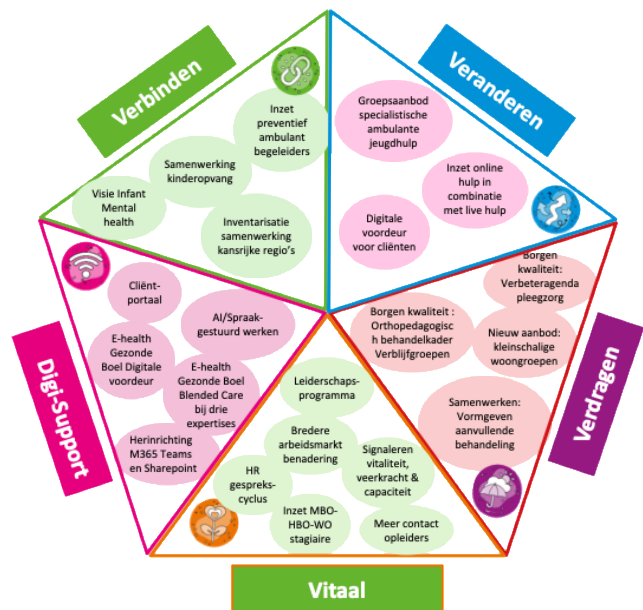 Verbinden
Inzet
preventief
ambulant
begeleiders
Samenwerking
kinderopvang
Visie Infant
Mental
health
Inventarisatie
samenwerking
kansrijke regio's
Veranderen
Groepsaanbod
specialistische
ambulante
jeugdhulp
Inzet online
hulp in
combinatie
met live hulp
Digitale
voordeur
voor cliënten
Digi-Support
Cliënt-
portaal
AI/Spraak-
gestuurd werken
E-health
Gezonde
Boel Digitale
voordeur
E-health
Gezonde Boel
Blended Care
bij drie
expertises
Herinrichting
M365 Teams
en Sharepoint
Verdragen
Borgen
kwaliteit:
Verbeteragenda
pleegzorg
Borgen kwaliteit :
Orthopedagogisc
h behandelkader
Verblijfgroepen
Nieuw aanbod:
kleinschalige
woongroepen
Samenwerken:
Vormgeven
aanvullende
behandeling
Leiderschaps-
programma
Bredere
arbeidsmarkt
benadering
Signaleren
vitaliteit,
veerkracht &
capaciteit
HR
gespreks-
cyclus
Inzet MBO-
HBO-WO
stagiaire
Meer contact
opleiders
Vitaal